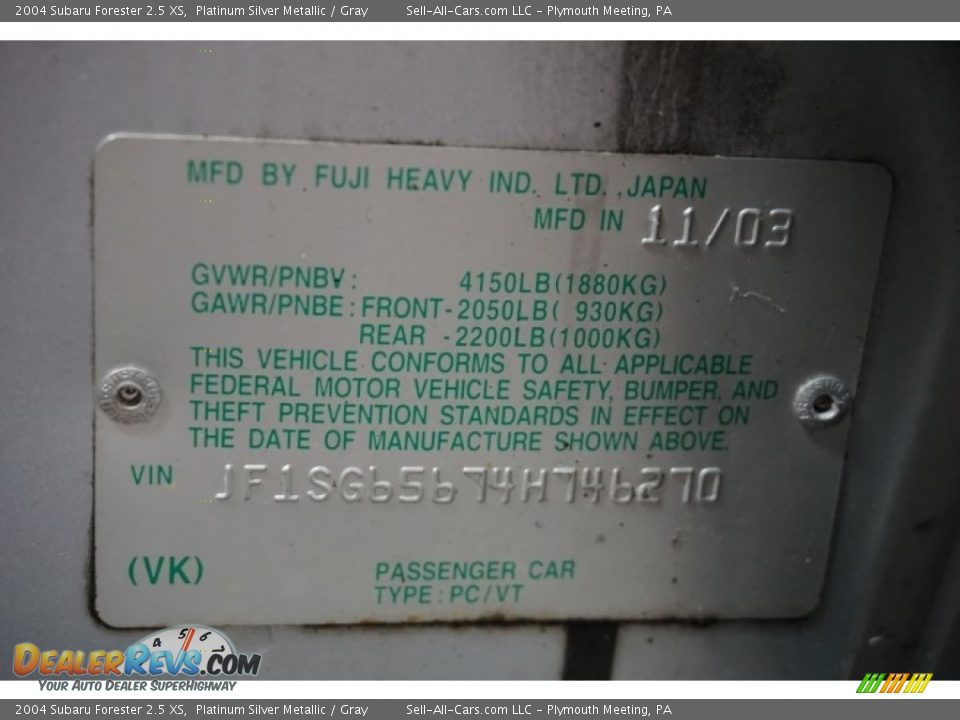 2004 Subaru Forester 2.5 XS, Platinum Silver Metallic / Gray Sell-All-Cars.com LLC - Plymouth Meeting, PA
MFD BY FUJI HEAVY IND. LTD. JAPAN
MFD IN 11/03
GVWR/PNBV: 4150LB(1880KG)
GAWR/PNBE: FRONT-2050LB( 930KG)
REAR -2200LB(1000KG)
THIS VEHICLE CONFORMS TO ALL APPLICABLE
FEDERAL MOTOR VEHICLE SAFETY, BUMPER, AND
THEFT PREVENTION STANDARDS IN EFFECT ON
THE DATE OF MANUFACTURE SHOWN ABOVE.
VIN JF1SG65674H746270
(VK)
PASSENGER CAR
TYPE: PC/VT
4 5 6
DEALERREVS.COM
YOUR AUTO DEALER SUPERHIGHWAY
2004 Subaru Forester 2.5 XS, Platinum Silver Metallic / Gray Sell-All-Cars.com LLC - Plymouth Meeting, PA